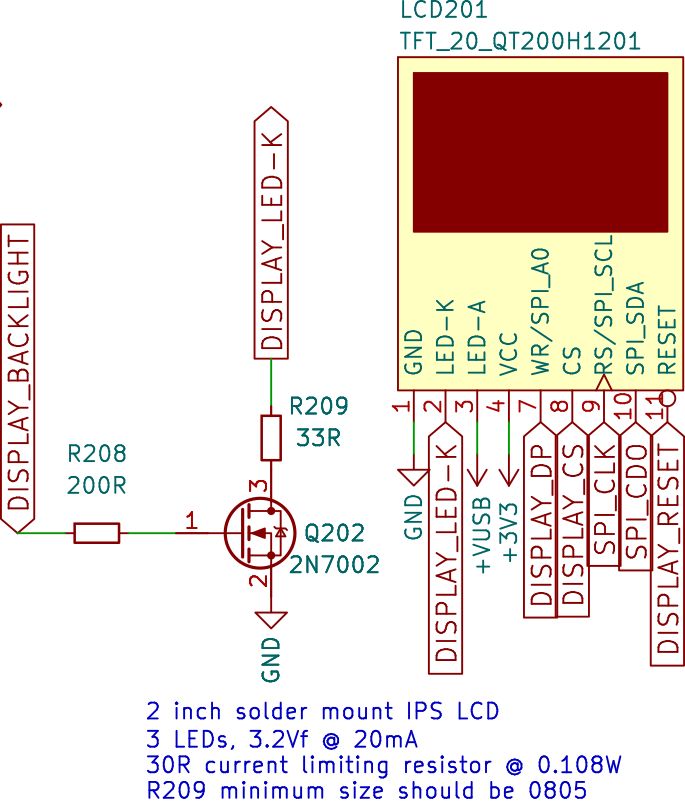 LCD201
TFT_20_QT200H1201
GND
LED-K
LED-A
VCC
WR/SPI_A0
CS
RS/SPI_SCL
SPI_SDA
RESET
1
2
3
4
7
8
9
10
11
GND
DISPLAY_LED-K
+VUSB
+3V3
DISPLAY_DP
DISPLAY_CS
SPI_CLK
SPI_CDO
DISPLAY_RESET
DISPLAY_LED-K
DISPLAY_BACKLIGHT
R209
33R
R208
200R
3
1
Q202
2N7002
2
GND
2 inch solder mount IPS LCD
3 LEDs, 3.2Vf @ 20mA
30R current limiting resistor @ 0.108W
R209 minimum size should be 0805